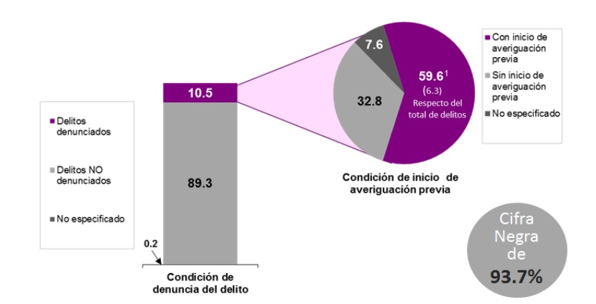 Delitos
denunciados
Delitos NO
denunciados
No especificado
10.5
89.3
0.2
Condición de
denuncia del delito
7.6
59.6¹
(6.3)
Respecto del
total de delitos
32.8
Condición de inicio de
averiguación previa
Con inicio de
averiguación
previa
Sin inicio de
averiguación
previa
No especificado
Cifra
Negra
de
93.7%